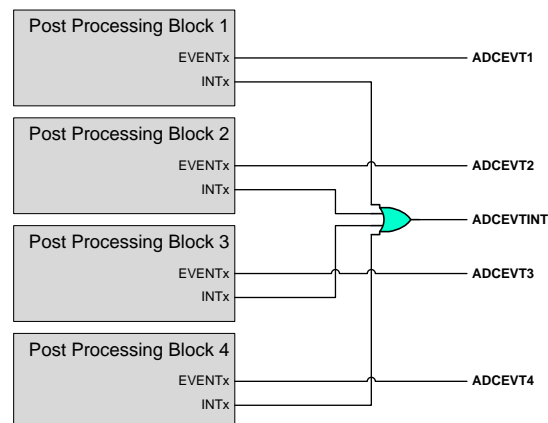 Post Processing Block 1
EVENTx
ADCEVT1
INTx
Post Processing Block 2
EVENTx
ADCEVT2
INTx
ADCEVTINT
Post Processing Block 3
EVENTx
ADCEVT3
INTx
Post Processing Block 4
EVENTx
ADCEVT4
INTx